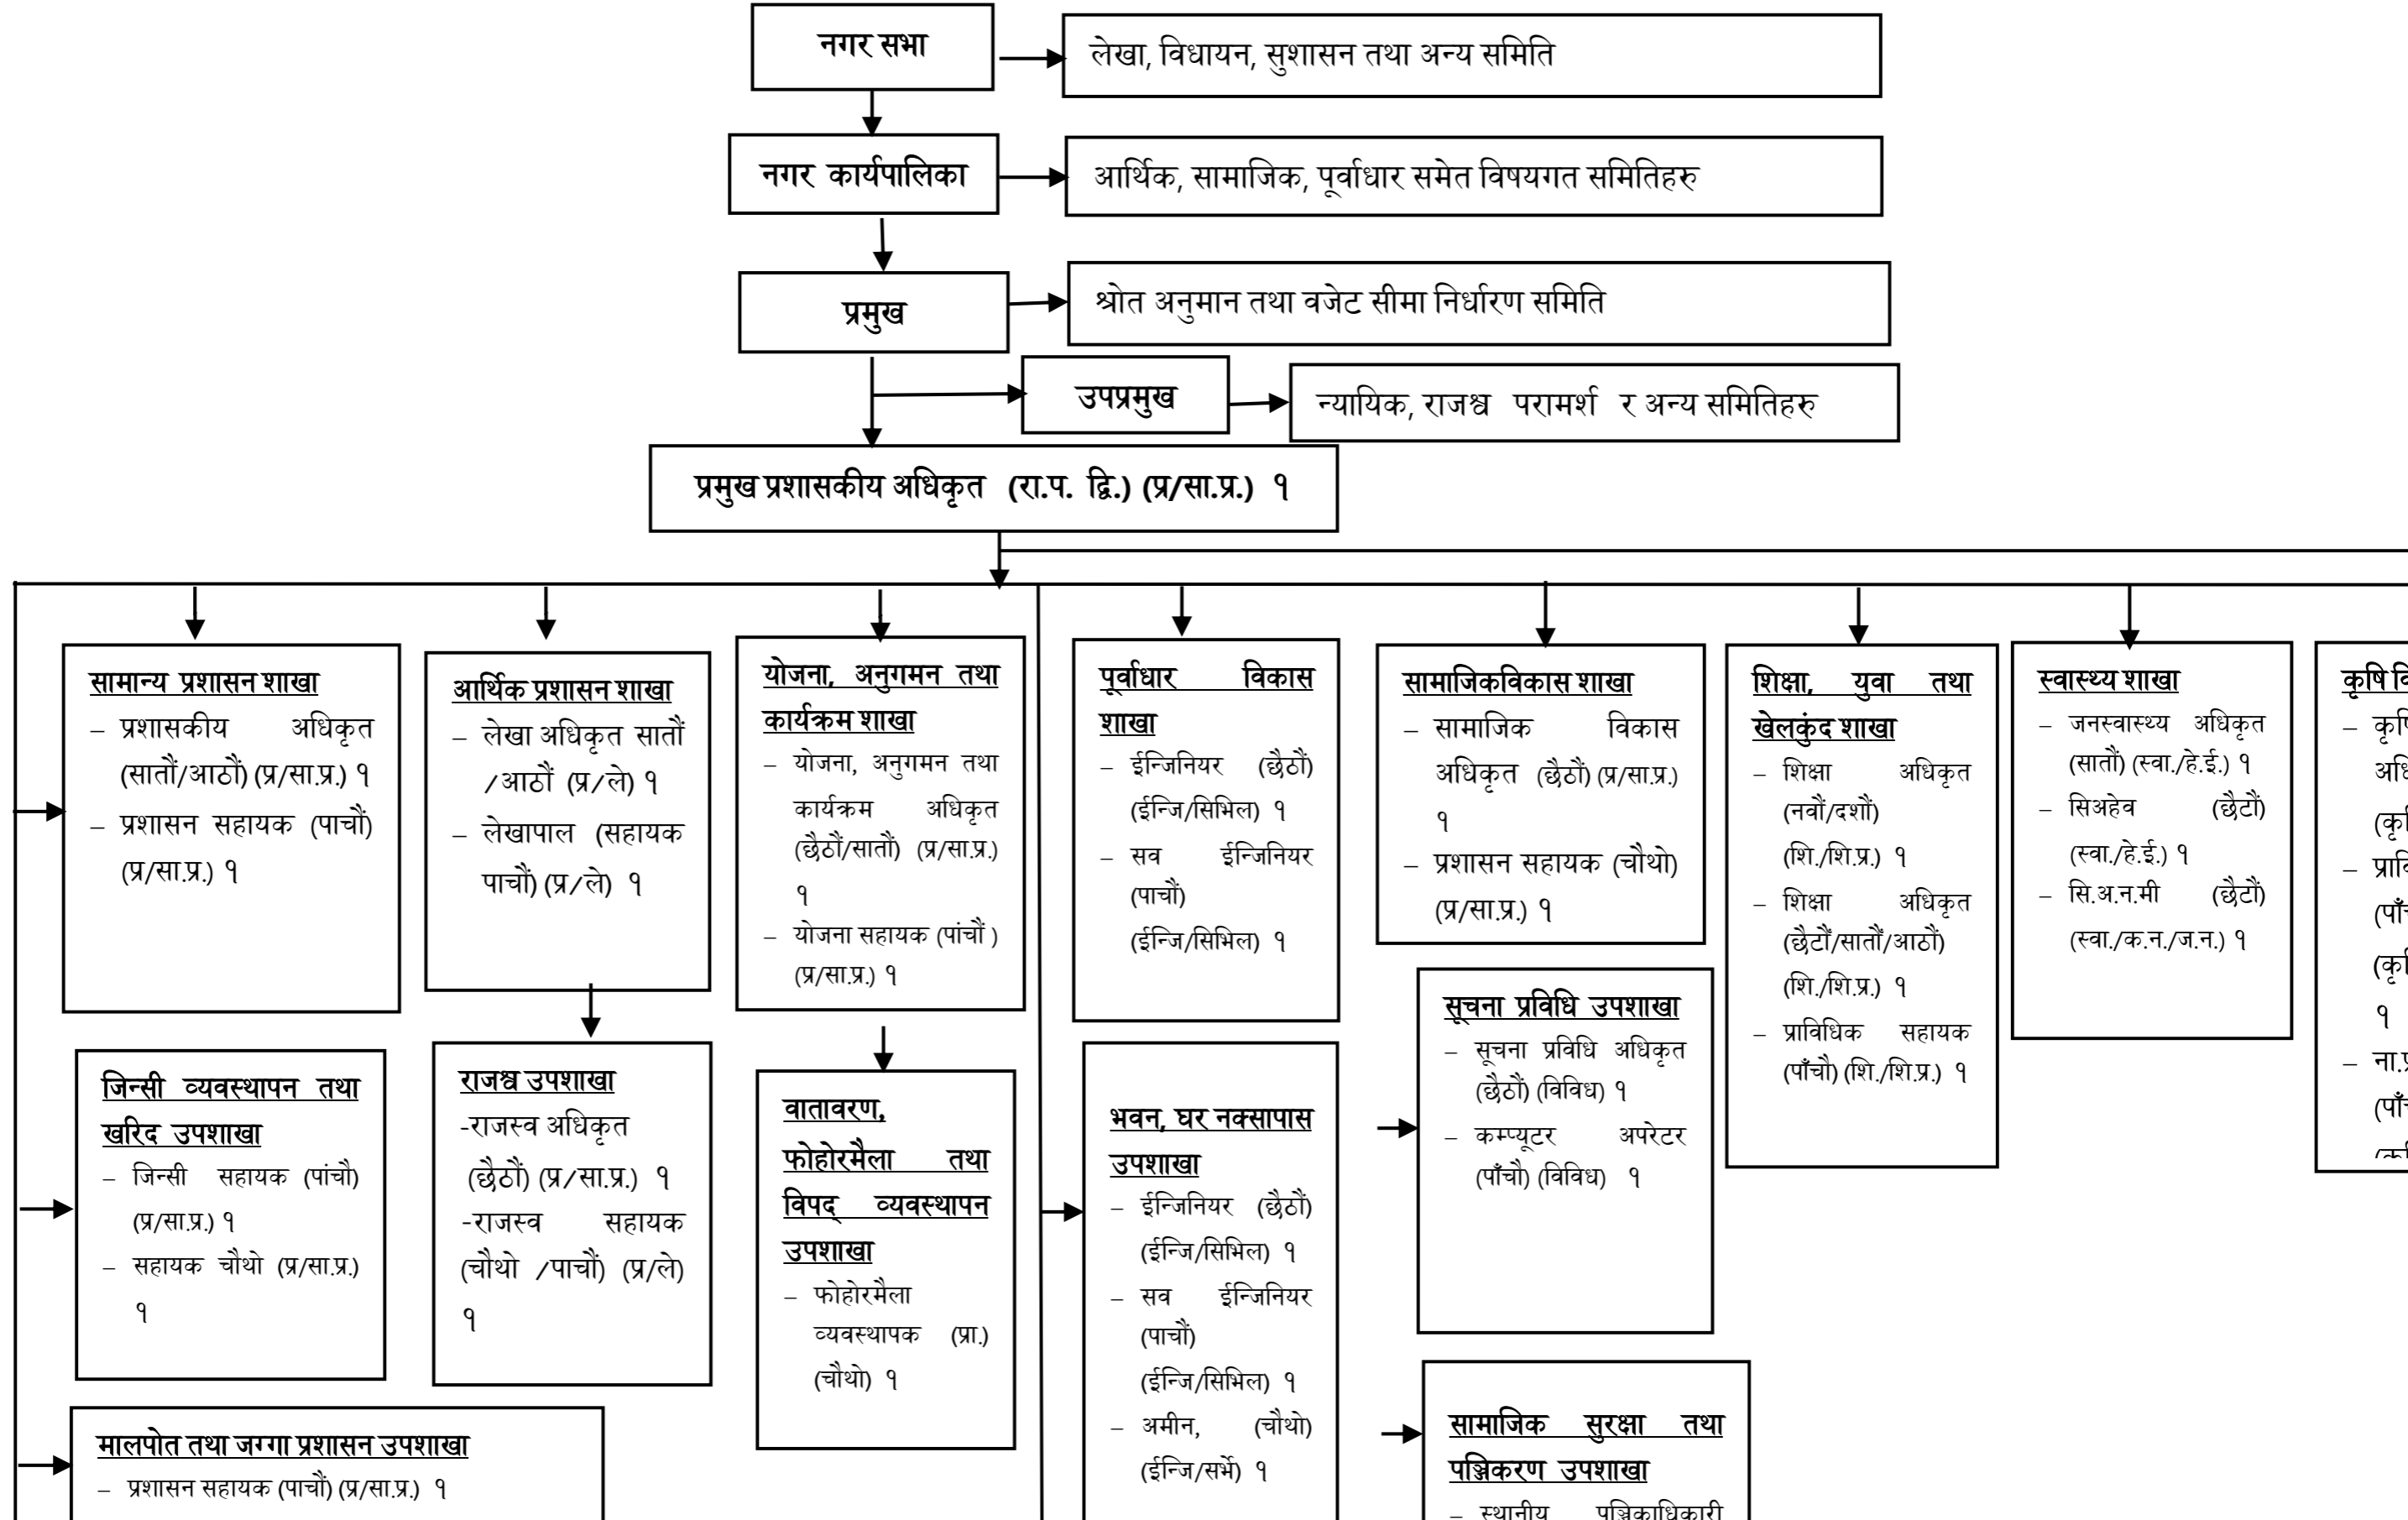 नगर सभा
लेखा, विधायन, सुशासन तथा अन्य समिति
नगर कार्यपालिका
आर्थिक, सामाजिक, पूर्वाधार समेत विषयगत समितिहरु
प्रमुख
श्रोत अनुमान तथा वजेट सीमा निर्धारण समिति
उपप्रमुख
न्यायिक, राजश्व परामर्श र अन्य समितिहरु
प्रमुख प्रशासकीय अधिकृत (रा.प. द्वि.) (प्र/सा.प्र.) १
सामान्य प्रशासन शाखा
– प्रशासकीय अधिकृत
(सातौं/आठौं) (प्र/सा.प्र.) १
– प्रशासन सहायक (पाचौं)
(प्र/सा.प्र.) १
आर्थिक प्रशासन शाखा
– लेखा अधिकृत सातौं
/आठौं (प्र/ले) १
– लेखापाल (सहायक
पाचौं) (प्र/ले) १
योजना, अनुगमन तथा
कार्यक्रम शाखा
– योजना, अनुगमन तथा
कार्यक्रम अधिकृत
(छैठौं/सातौं) (प्र/सा.प्र.)
१
– योजना सहायक (पांचौं )
(प्र/सा.प्र.) १
पूर्वाधार विकास
शाखा
– ईन्जिनियर (छैठौं)
(ईन्जि/सिभिल) १
– सव ईन्जिनियर
(पाचौं)
(ईन्जि/सिभिल) १
सामाजिकविकास शाखा
– सामाजिक विकास
अधिकृत (छैठौं) (प्र/सा.प्र.)
१
– प्रशासन सहायक (चौथो)
(प्र/सा.प्र.) १
शिक्षा, युवा तथा
खेलकुंद शाखा
– शिक्षा अधिकृत
(नवौं/दशौं)
(शि./शि.प्र.) १
– शिक्षा अधिकृत
(छैटौं/सातौं/आठौं)
(शि./शि.प्र.) १
– प्राविधिक सहायक
(पाँचौ) (शि./शि.प्र.) १
स्वास्थ्य शाखा
– जनस्वास्थ्य अधिकृत
(सातौं) (स्वा./हे.ई.) १
– सिअहेव (छैटौं)
(स्वा./हे.ई.) १
– सि.अ.न.मी (छैटौं)
(स्वा./क.न./ज.न.) १
कृषि
१
– ना.
जिन्सी व्यवस्थापन तथा
खरिद उपशाखा
– जिन्सी सहायक (पांचौ)
(प्र/सा.प्र.) १
– सहायक चौथो (प्र/सा.प्र.)
१
राजश्व उपशाखा
-राजस्व अधिकृत
(छैठौं) (प्र/सा.प्र.) १
-राजस्व सहायक
(चौथो /पाचौं) (प्र/ले)
१
वातावरण,
फोहोरमैला तथा
विपद् व्यवस्थापन
उपशाखा
– फोहोरमैला
व्यवस्थापक (प्रा.)
(चौथो) १
भवन, घर नक्सापास
उपशाखा
– ईन्जिनियर (छैठौं)
(ईन्जि/सिभिल) १
– सव ईन्जिनियर
(पाचौं)
(ईन्जि/सिभिल) १
– अमीन, (चौथो)
(ईन्जि/सर्भे) १
सूचना प्रविधि उपशाखा
– सूचना प्रविधि अधिकृत
(छैठौं) (विविध) १
– कम्प्यूटर अपरेटर
(पाँचौ) (विविध) १
सामाजिक सुरक्षा तथा
पञ्जिकरण उपशाखा
– स्थानीय पञ्जिकाधिकारी
मालपोत तथा जग्गा प्रशासन उपशाखा
– प्रशासन सहायक (पाचौं) (प्र/सा.प्र.) १